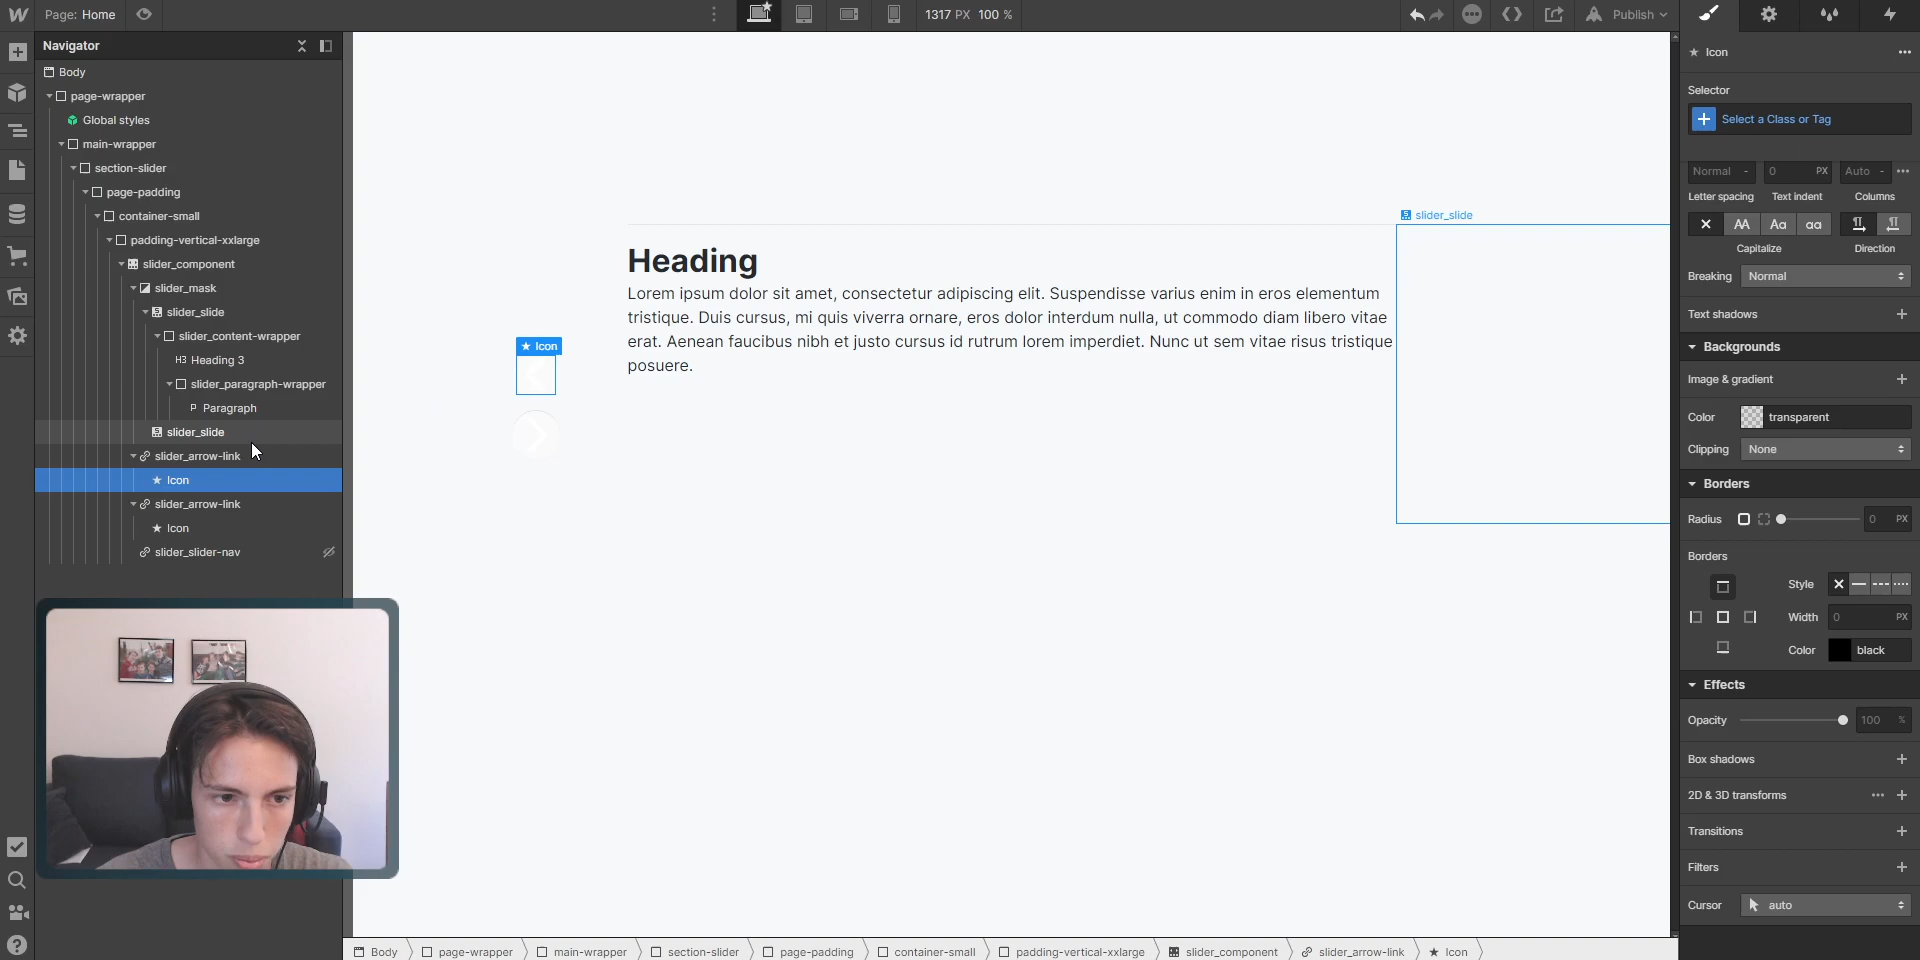 Page: Home
1317 PX 100 %
Publish
Navigator
Body
page-wrapper
Global styles
main-wrapper
section-slider
page-padding
container-small
padding-vertical-xxlarge
slider_component
slider_mask
slider_slide
slider_content-wrapper
H3 Heading 3
slider_paragraph-wrapper
P Paragraph
slider_slide
slider_arrow-link
Icon
slider_arrow-link
Icon
slider_slider-nav
slider_slide
Heading
Lorem ipsum dolor sit amet, consectetur adipiscing elit. Suspendisse varius enim in eros elementum
tristique. Duis cursus, mi quis viverra ornare, eros dolor interdum nulla, ut commodo diam libero vitae
erat. Aenean faucibus nibh et justo cursus id rutrum lorem imperdiet. Nunc ut sem vitae risus tristique
posuere.
Icon
Body page-wrapper main-wrapper section-slider page-padding container-small padding-vertical-xxlarge slider_component slider_arrow-link Icon
Icon
Selector
Select a Class or Tag
Normal - 0 PX Auto -
Letter spacing Text indent Columns
AA Aa aa
Capitalize Direction
Breaking Normal
Text shadows
Backgrounds
Image & gradient
Color transparent
Clipping None
Borders
Radius 0 PX
Borders
Style
Width 0 PX
Color black
Effects
Opacity 100 %
Box shadows
2D & 3D transforms
Transitions
Filters
Cursor auto